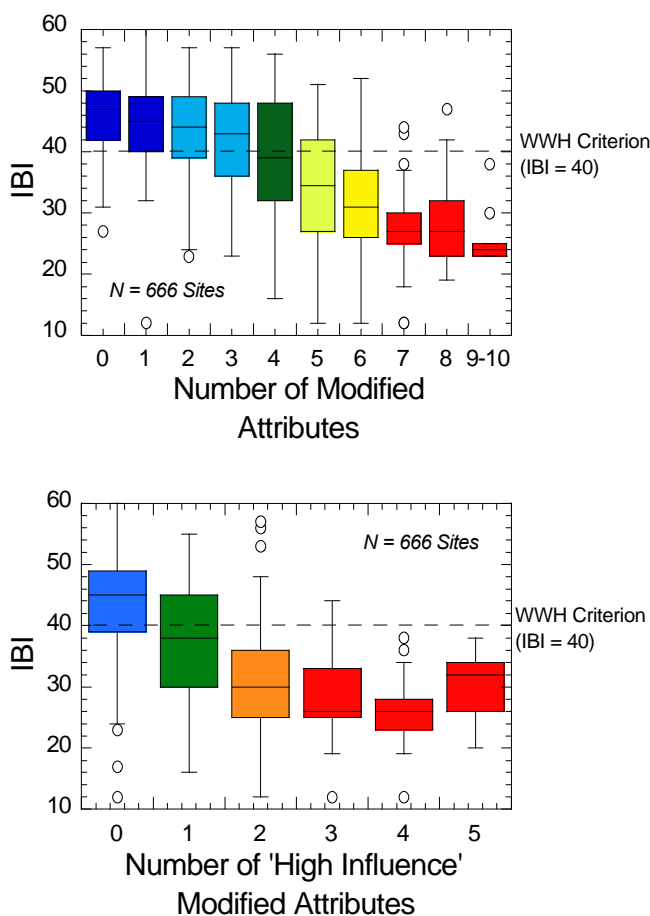 60
50
40
30
20
10
IBI
WWH Criterion
(IBI = 40)
N = 666 Sites
0 1 2 3 4 5 6 7 8 9-10
Number of Modified
Attributes
60
50
40
30
20
10
IBI
N = 666 Sites
WWH Criterion
(IBI = 40)
0 1 2 3 4 5
Number of 'High Influence'
Modified Attributes